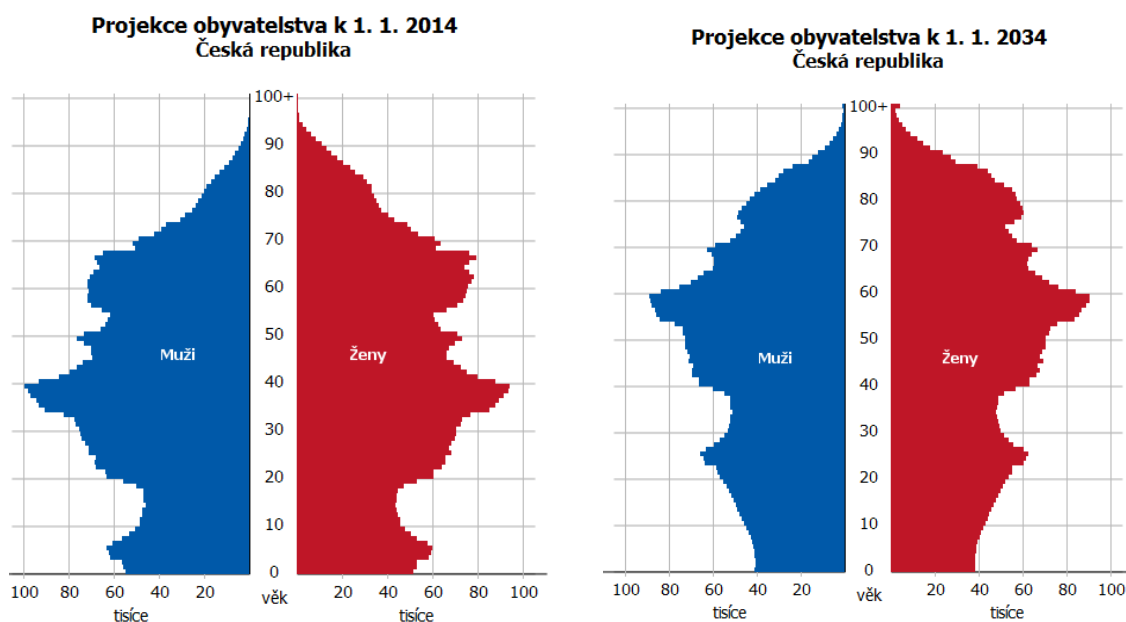 Projekce obyvatelstva k 1. 1. 2014
Česká republika
100+
90
80
70
60
50
40
30
20
10
0
Muži
Ženy
100 80 60 40 20
věk
20 40 60 80 100
tisíce
tisíce
Projekce obyvatelstva k 1. 1. 2034
Česká republika
100+
90
80
70
60
50
40
30
20
10
0
Muži
Ženy
100 80 60 40 20
věk
20 40 60 80 100
tisíce
tisíce